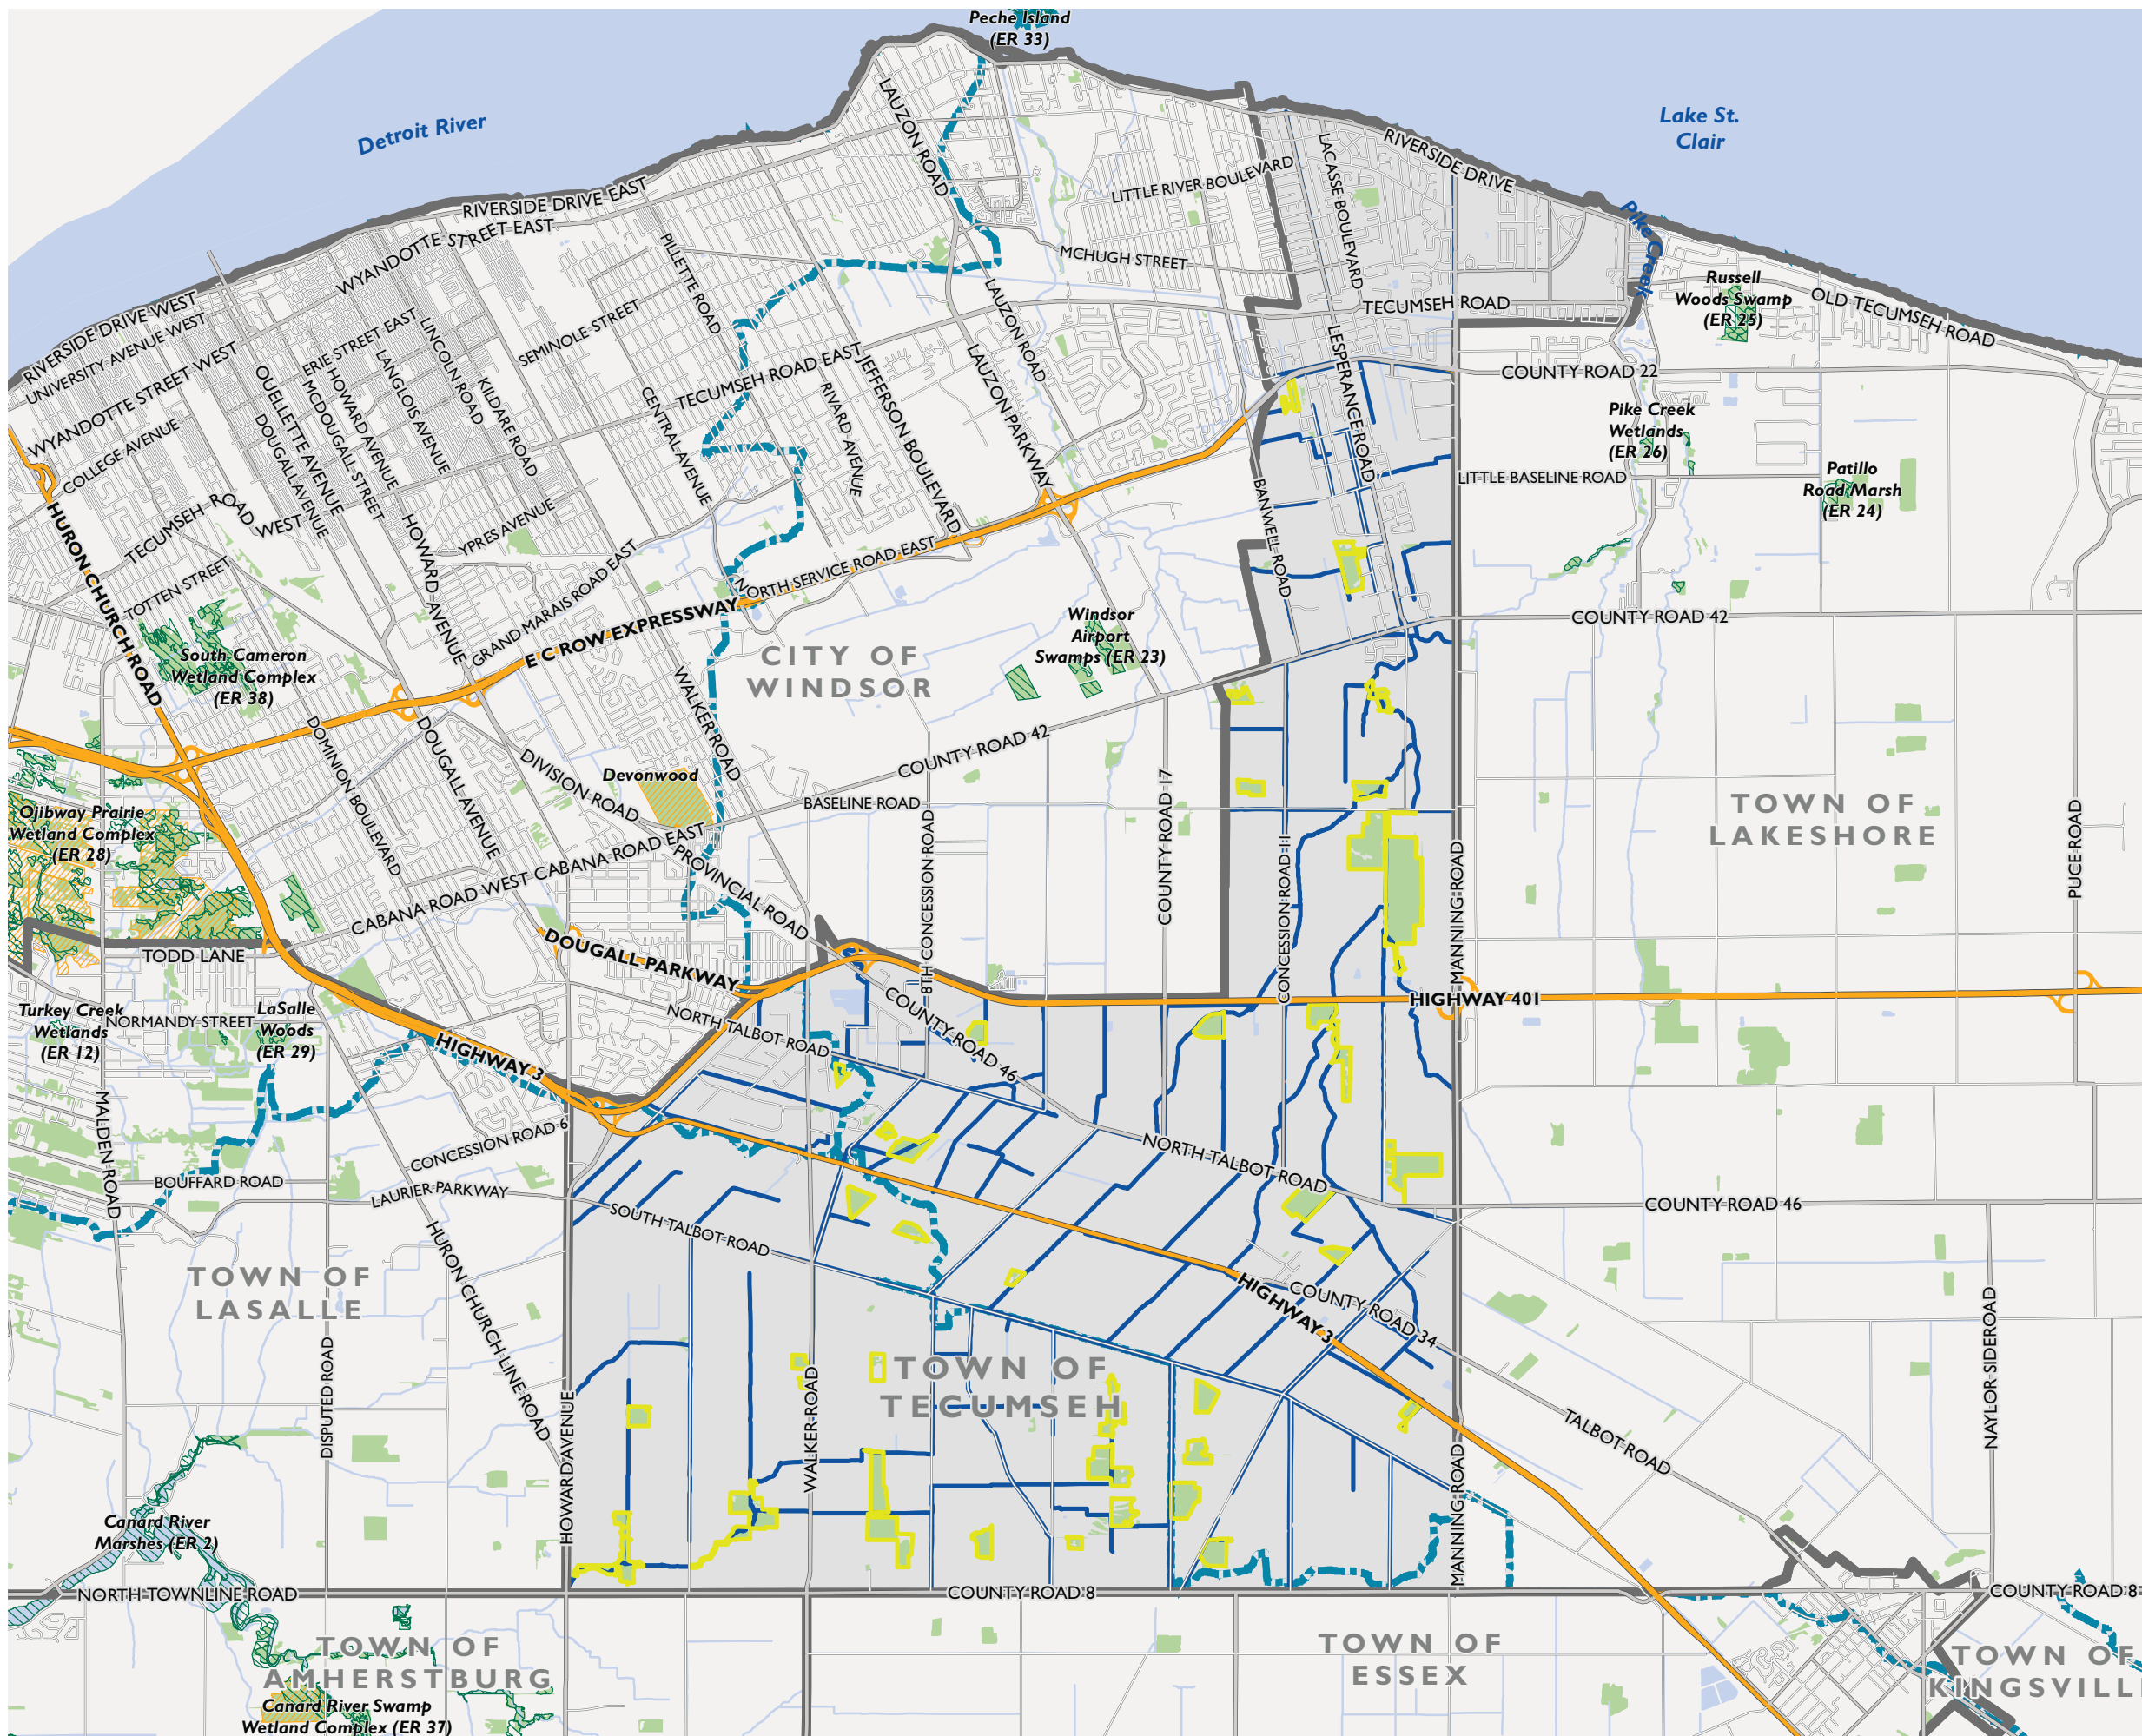 Peche Island
(ER 33)
Detroit River
Lake St.
Clair
LAUZON ROAD
RIVERSIDE DRIVE
LACASSE BOULEVARD
LITTLE RIVER BOULEVARD
RIVERSIDE DRIVE EAST
WYANDOTTE STREET EAST
Pike Creek
PILLETTE ROAD
MCHUGH STREET
Russell
Woods Swamp
(ER 25)
OLD TECUMSEH ROAD
TECUMSEH ROAD
LAUZON ROAD
RIVERSIDE DRIVE WEST
UNIVERSITY AVENUE WEST
WYANDOTTE STREET WEST
ERIE STREET EAST
LINCOLN ROAD
SEMINOLE STREET
LESPERANCE ROAD
LANGLOIS AVENUE
KILDARE ROAD
OUELLETTE AVENUE
MCDOUGALL STREET
HOWARD AVENUE
DOUGALL AVENUE
TECUMSEH ROAD EAST
JEFFERSON BOULEVARD
LAUZON PARKWAY
RIVARD AVENUE
CENTRAL AVENUE
COUNTY ROAD 22
Pike Creek
Wetlands
(ER 26)
COLLEGE AVENUE
LITTLE BASELINE ROAD
Patillo
Road Marsh
(ER 24)
BANWELL ROAD
HURON CHURCH ROAD
TECUMSEH ROAD
WEST
HOWARD AVENUE
YPRES AVENUE
TOTTEN STREET
GRAND MARAIS ROAD EAST
NORTH SERVICE ROAD EAST
E C ROW EXPRESSWAY
Windsor
Airport
Swamps (ER 23)
COUNTY ROAD 42
South Cameron
Wetland Complex
(ER 38)
CITY OF
WINDSOR
WALKER ROAD
DOMINION BOULEVARD
DOUGALL AVENUE
DIVISION ROAD
Devonwood
COUNTY ROAD 42
BASELINE ROAD
COUNTY ROAD 17
8TH CONCESSION ROAD
CONCESSION ROAD 11
MANNING ROAD
TOWN OF
LAKESHORE
PUCE ROAD
Ojibway Prairie
Wetland Complex
(ER 28)
CABANA ROAD WEST
CABANA ROAD EAST
PROVINCIAL ROAD
TODD LANE
DOUGALL PARKWAY
HIGHWAY 401
COUNTY ROAD 46
Turkey Creek
Wetlands
(ER 12)
NORMANDY STREET
LaSalle
Woods
(ER 29)
NORTH TALBOT ROAD
HIGHWAY 3
MALDEN ROAD
CONCESSION ROAD 6
NORTH TALBOT ROAD
BOUFFARD ROAD
LAURIER PARKWAY
COUNTY ROAD 46
SOUTH TALBOT ROAD
HURON CHURCH LINE ROAD
TOWN OF
LASALLE
HIGHWAY 3
COUNTY ROAD 34
NAYLOR SIDEROAD
DISPUTED ROAD
HOWARD AVENUE
WALKER ROAD
TOWN OF
TECUMSEH
TALBOT ROAD
MANNING ROAD
Canard River
Marshes (ER 2)
NORTH TOWNLINE ROAD
COUNTY ROAD 8
COUNTY ROAD 8
TOWN OF
AMHERSTBURG
TOWN OF
ESSEX
TOWN OF
KINGSVILL
Canard River Swamp
Wetland Complex (ER 37)